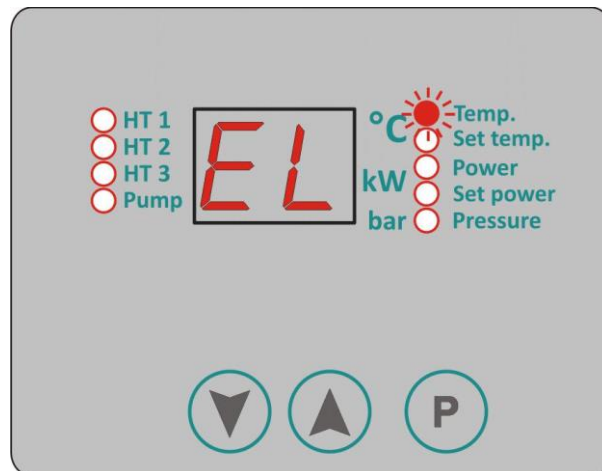 HT 1
HT 2
HT 3
Pump
EL
°C
kW
bar
Temp.
Set temp.
Power
Set power
Pressure
P